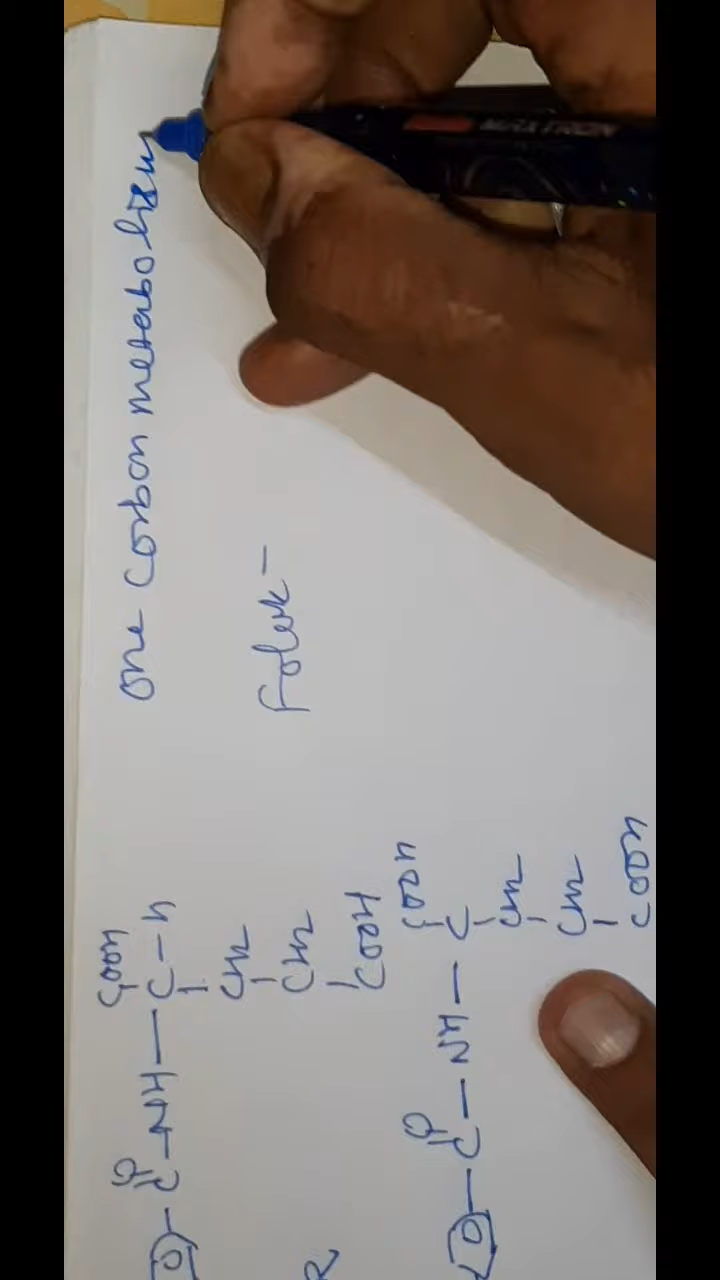 one Carbon metabolism
Folate -
COOH
O
C - NH - C - H
CH2
CH2
COOH
R
COOH
O
C - NH - C
CH2
CH2
COOH